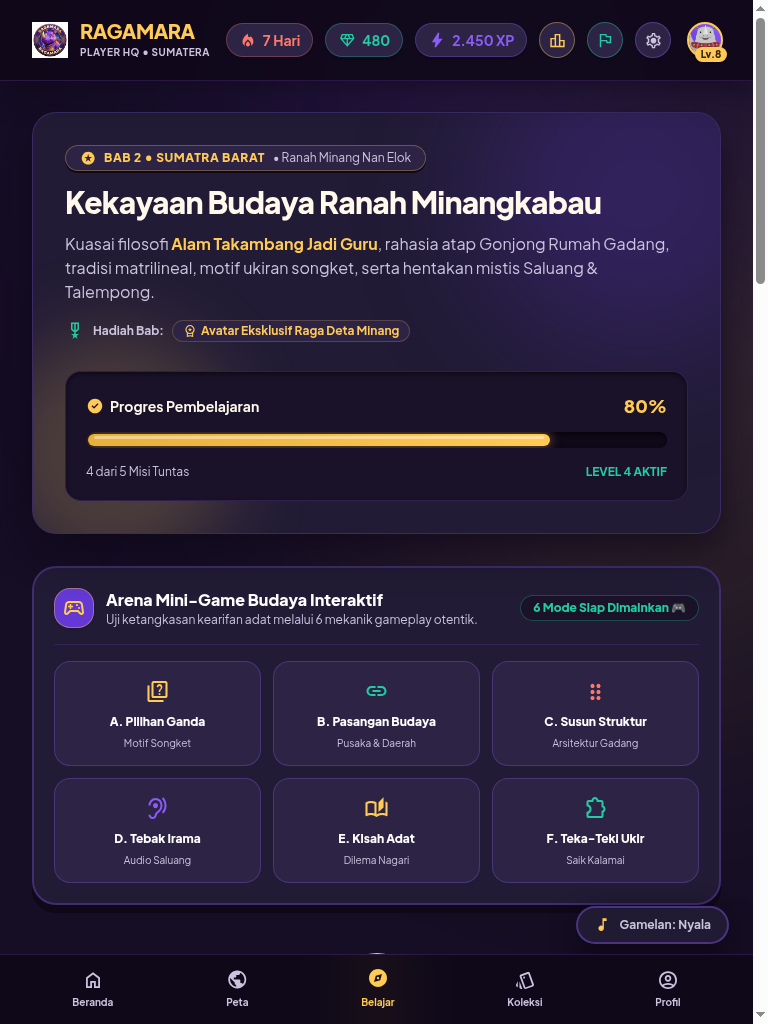 RAGAMARA
PLAYER HQ • SUMATERA
7 Hari
480
2.450 XP
Lv.8
BAB 2 • SUMATRA BARAT • Ranah Minang Nan Elok
Kekayaan Budaya Ranah Minangkabau
Kuasai filosofi Alam Takambang Jadi Guru, rahasia atap Gonjong Rumah Gadang,
tradisi matrilineal, motif ukiran songket, serta hentakan mistis Saluang &
Talempong.
Hadiah Bab: Avatar Eksklusif Raga Deta Minang
Progres Pembelajaran
80%
4 dari 5 Misi Tuntas
LEVEL 4 AKTIF
Arena Mini-Game Budaya Interaktif
Uji ketangkasan kearifan adat melalui 6 mekanik gameplay otentik.
6 Mode Siap Dimainkan 🎮
A. Pilihan Ganda
Motif Songket
B. Pasangan Budaya
Pusaka & Daerah
C. Susun Struktur
Arsitektur Gadang
D. Tebak Irama
Audio Saluang
E. Kisah Adat
Dilema Nagari
F. Teka-Teki Ukir
Saik Kalamai
Gamelan: Nyala
Beranda
Peta
Belajar
Koleksi
Profil